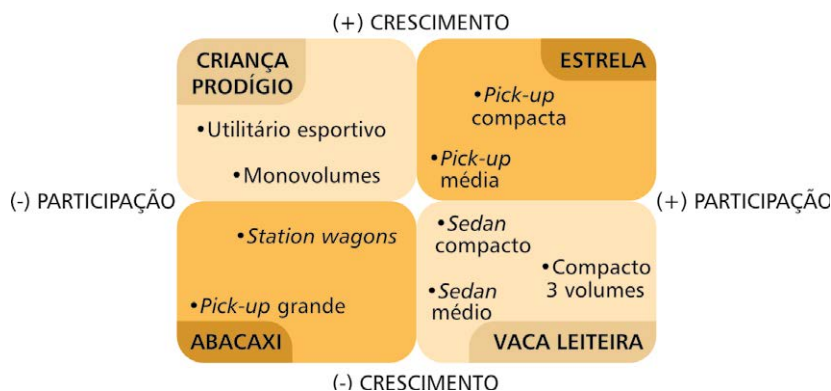 (+) CRESCIMENTO
CRIANÇA
PRODÍGIO
•Utilitário esportivo
•Monovolumes
ESTRELA
•Pick-up
compacta
•Pick-up
média
(-) PARTICIPAÇÃO
(+) PARTICIPAÇÃO
•Station wagons
•Pick-up grande
ABACAXI
•Sedan
compacto
•Compacto
3 volumes
•Sedan
médio
VACA LEITEIRA
(-) CRESCIMENTO